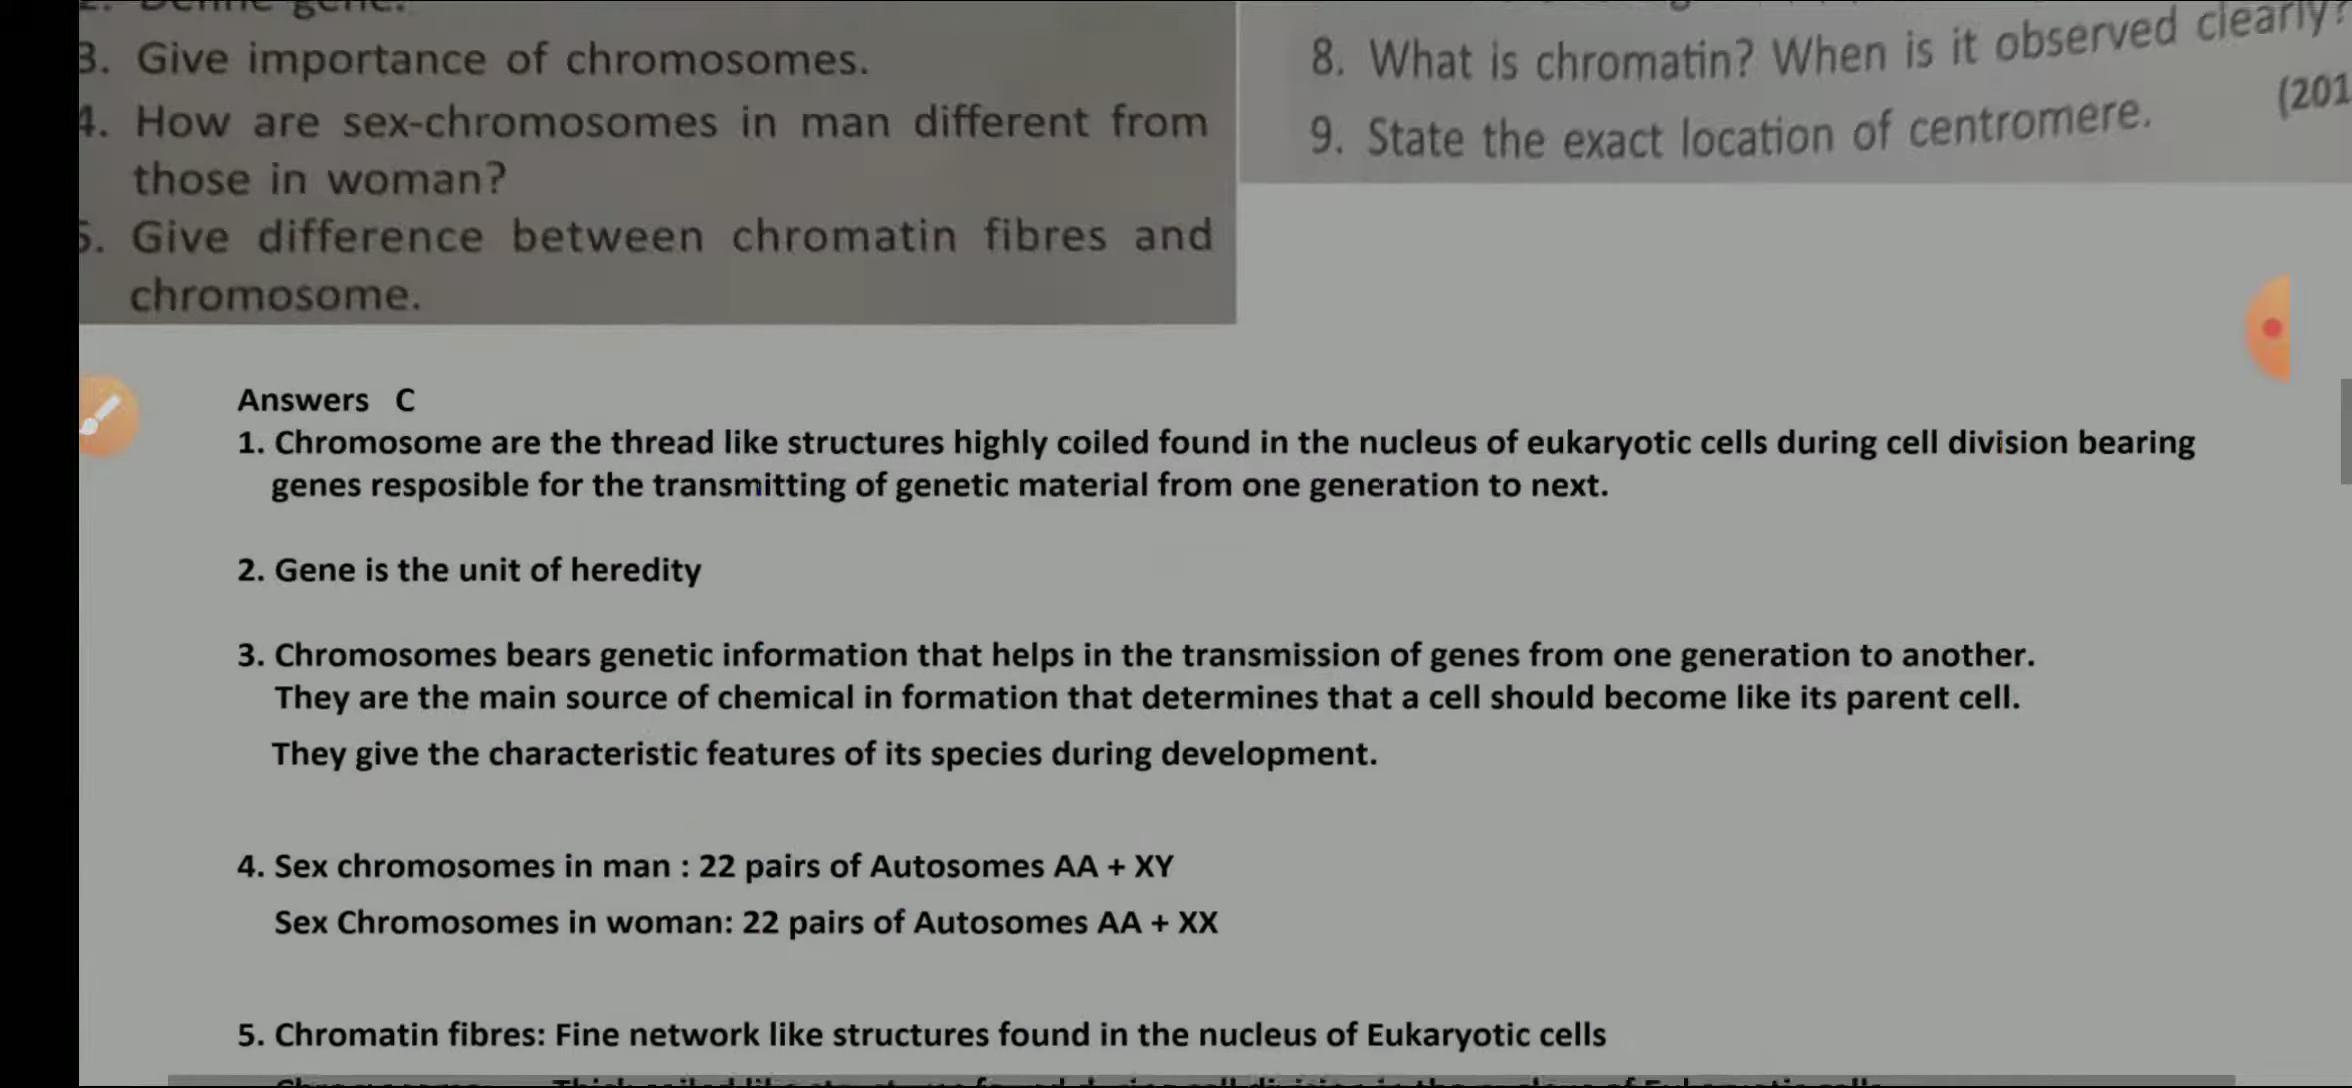 2. Define gene.
3. Give importance of chromosomes.
4. How are sex-chromosomes in man different from
those in woman?
5. Give difference between chromatin fibres and
chromosome.
8. What is chromatin? When is it observed clearly?
(201
9. State the exact location of centromere.
Answers C
1. Chromosome are the thread like structures highly coiled found in the nucleus of eukaryotic cells during cell division bearing
genes resposible for the transmitting of genetic material from one generation to next.
2. Gene is the unit of heredity
3. Chromosomes bears genetic information that helps in the transmission of genes from one generation to another.
They are the main source of chemical in formation that determines that a cell should become like its parent cell.
They give the characteristic features of its species during development.
4. Sex chromosomes in man : 22 pairs of Autosomes AA + XY
Sex Chromosomes in woman: 22 pairs of Autosomes AA + XX
5. Chromatin fibres: Fine network like structures found in the nucleus of Eukaryotic cells